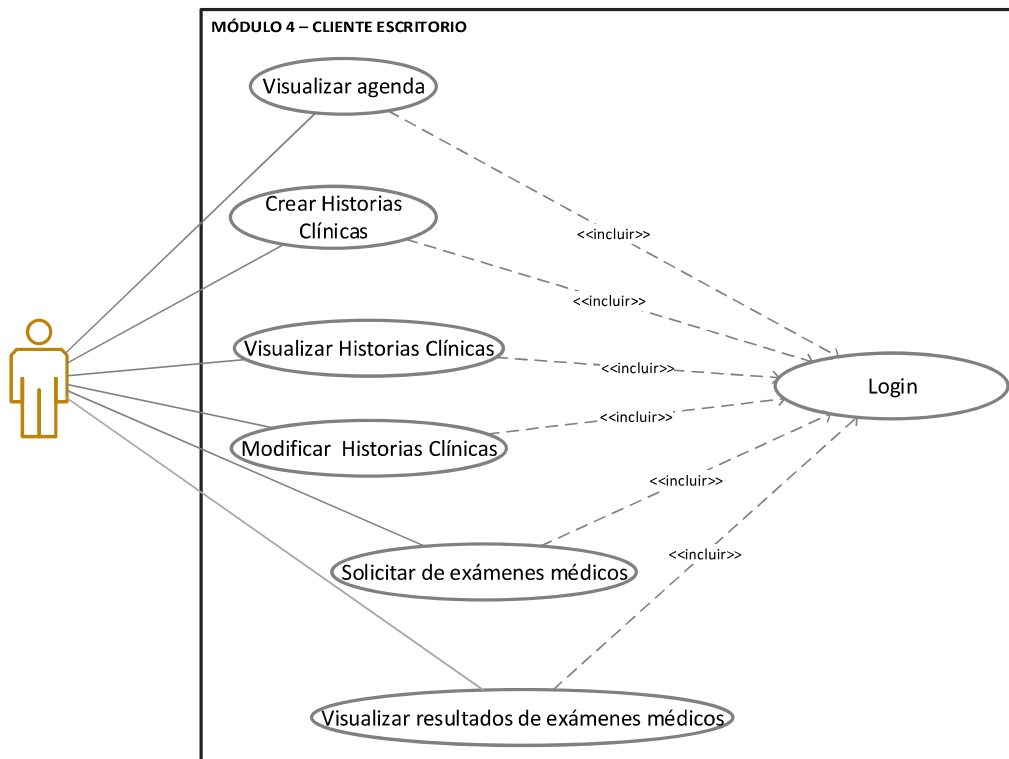 MÓDULO 4 – CLIENTE ESCRITORIO
Visualizar agenda
Crear Historias
Clínicas
<<incluir>>
<<incluir>>
Visualizar Historias Clínicas
<<incluir>>
Login
<<incluir>>
Modificar  Historias Clínicas
<<incluir>>
<<incluir>>
Solicitar de exámenes médicos
Visualizar resultados de exámenes médicos